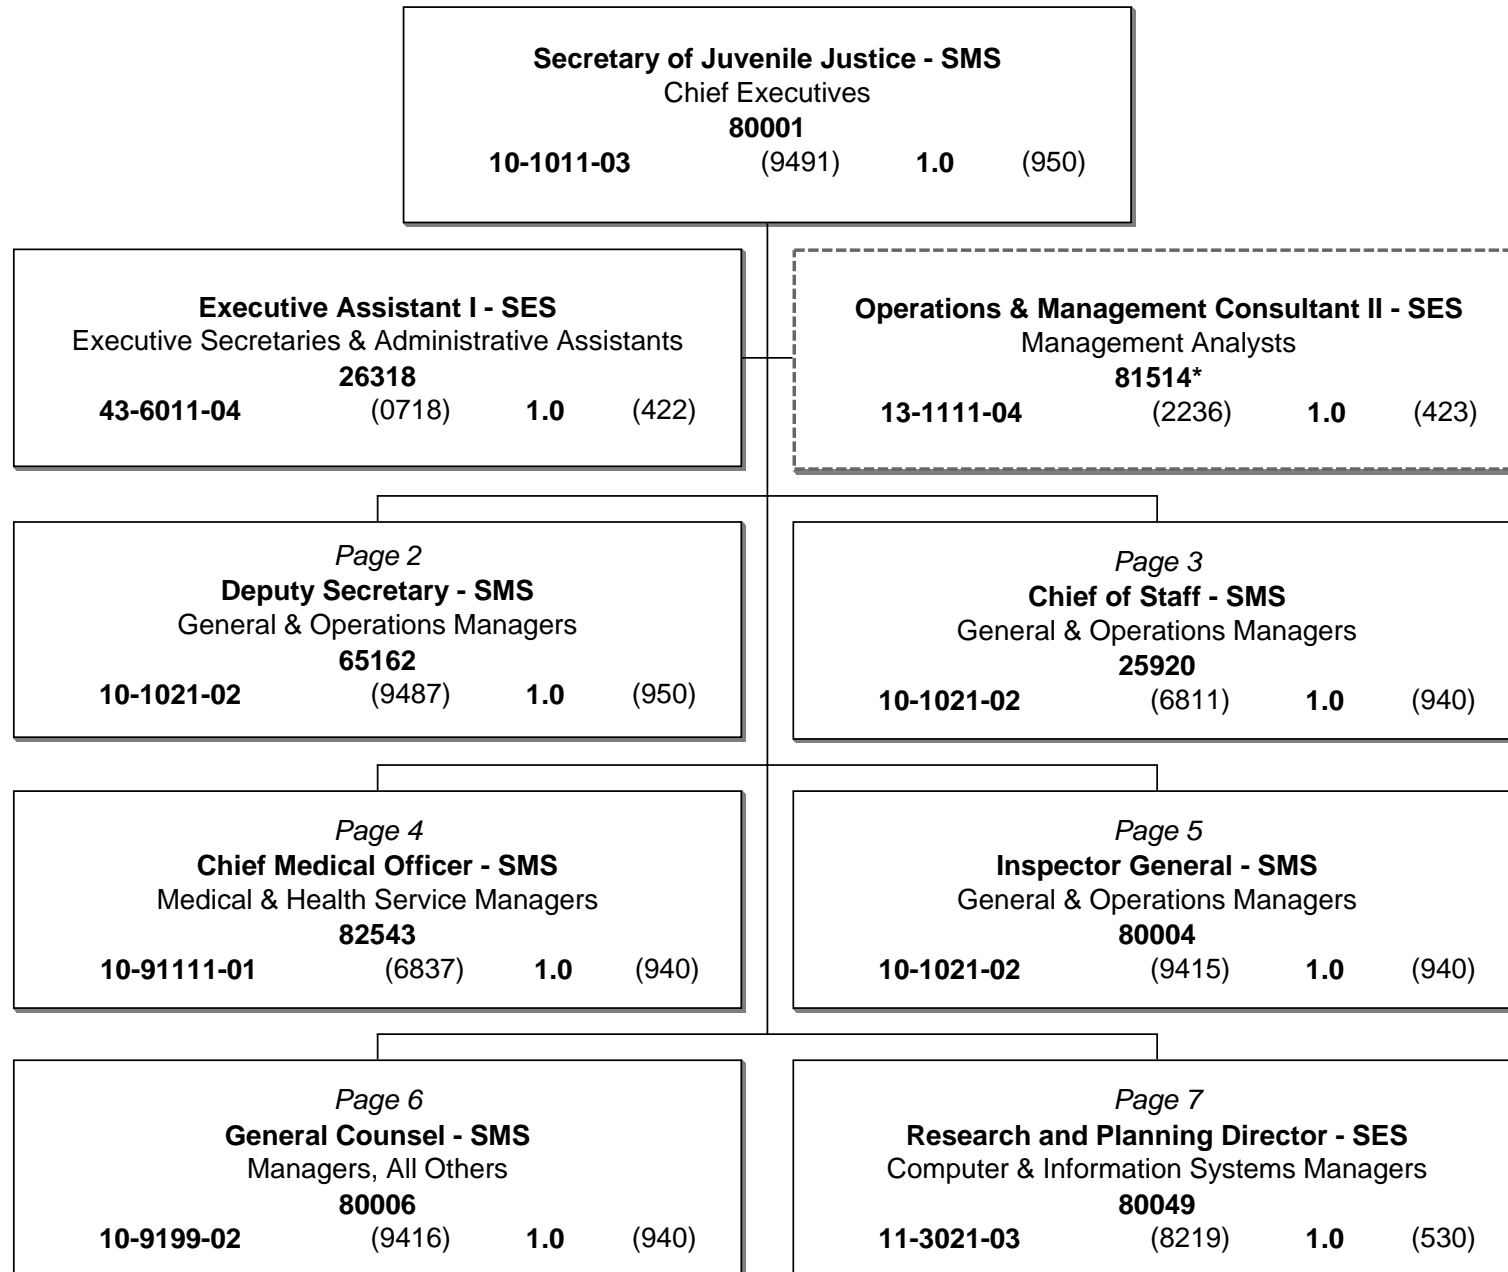 Secretary of Juvenile Justice - SMS
Chief Executives
80001
10-1011-03 (9491) 1.0 (950)
Executive Assistant I - SES
Executive Secretaries & Administrative Assistants
26318
43-6011-04 (0718) 1.0 (422)
Operations & Management Consultant II - SES
Management Analysts
81514*
13-1111-04 (2236) 1.0 (423)
Page 2
Deputy Secretary - SMS
General & Operations Managers
65162
10-1021-02 (9487) 1.0 (950)
Page 3
Chief of Staff - SMS
General & Operations Managers
25920
10-1021-02 (6811) 1.0 (940)
Page 4
Chief Medical Officer - SMS
Medical & Health Service Managers
82543
10-91111-01 (6837) 1.0 (940)
Page 5
Inspector General - SMS
General & Operations Managers
80004
10-1021-02 (9415) 1.0 (940)
Page 6
General Counsel - SMS
Managers, All Others
80006
10-9199-02 (9416) 1.0 (940)
Page 7
Research and Planning Director - SES
Computer & Information Systems Managers
80049
11-3021-03 (8219) 1.0 (530)